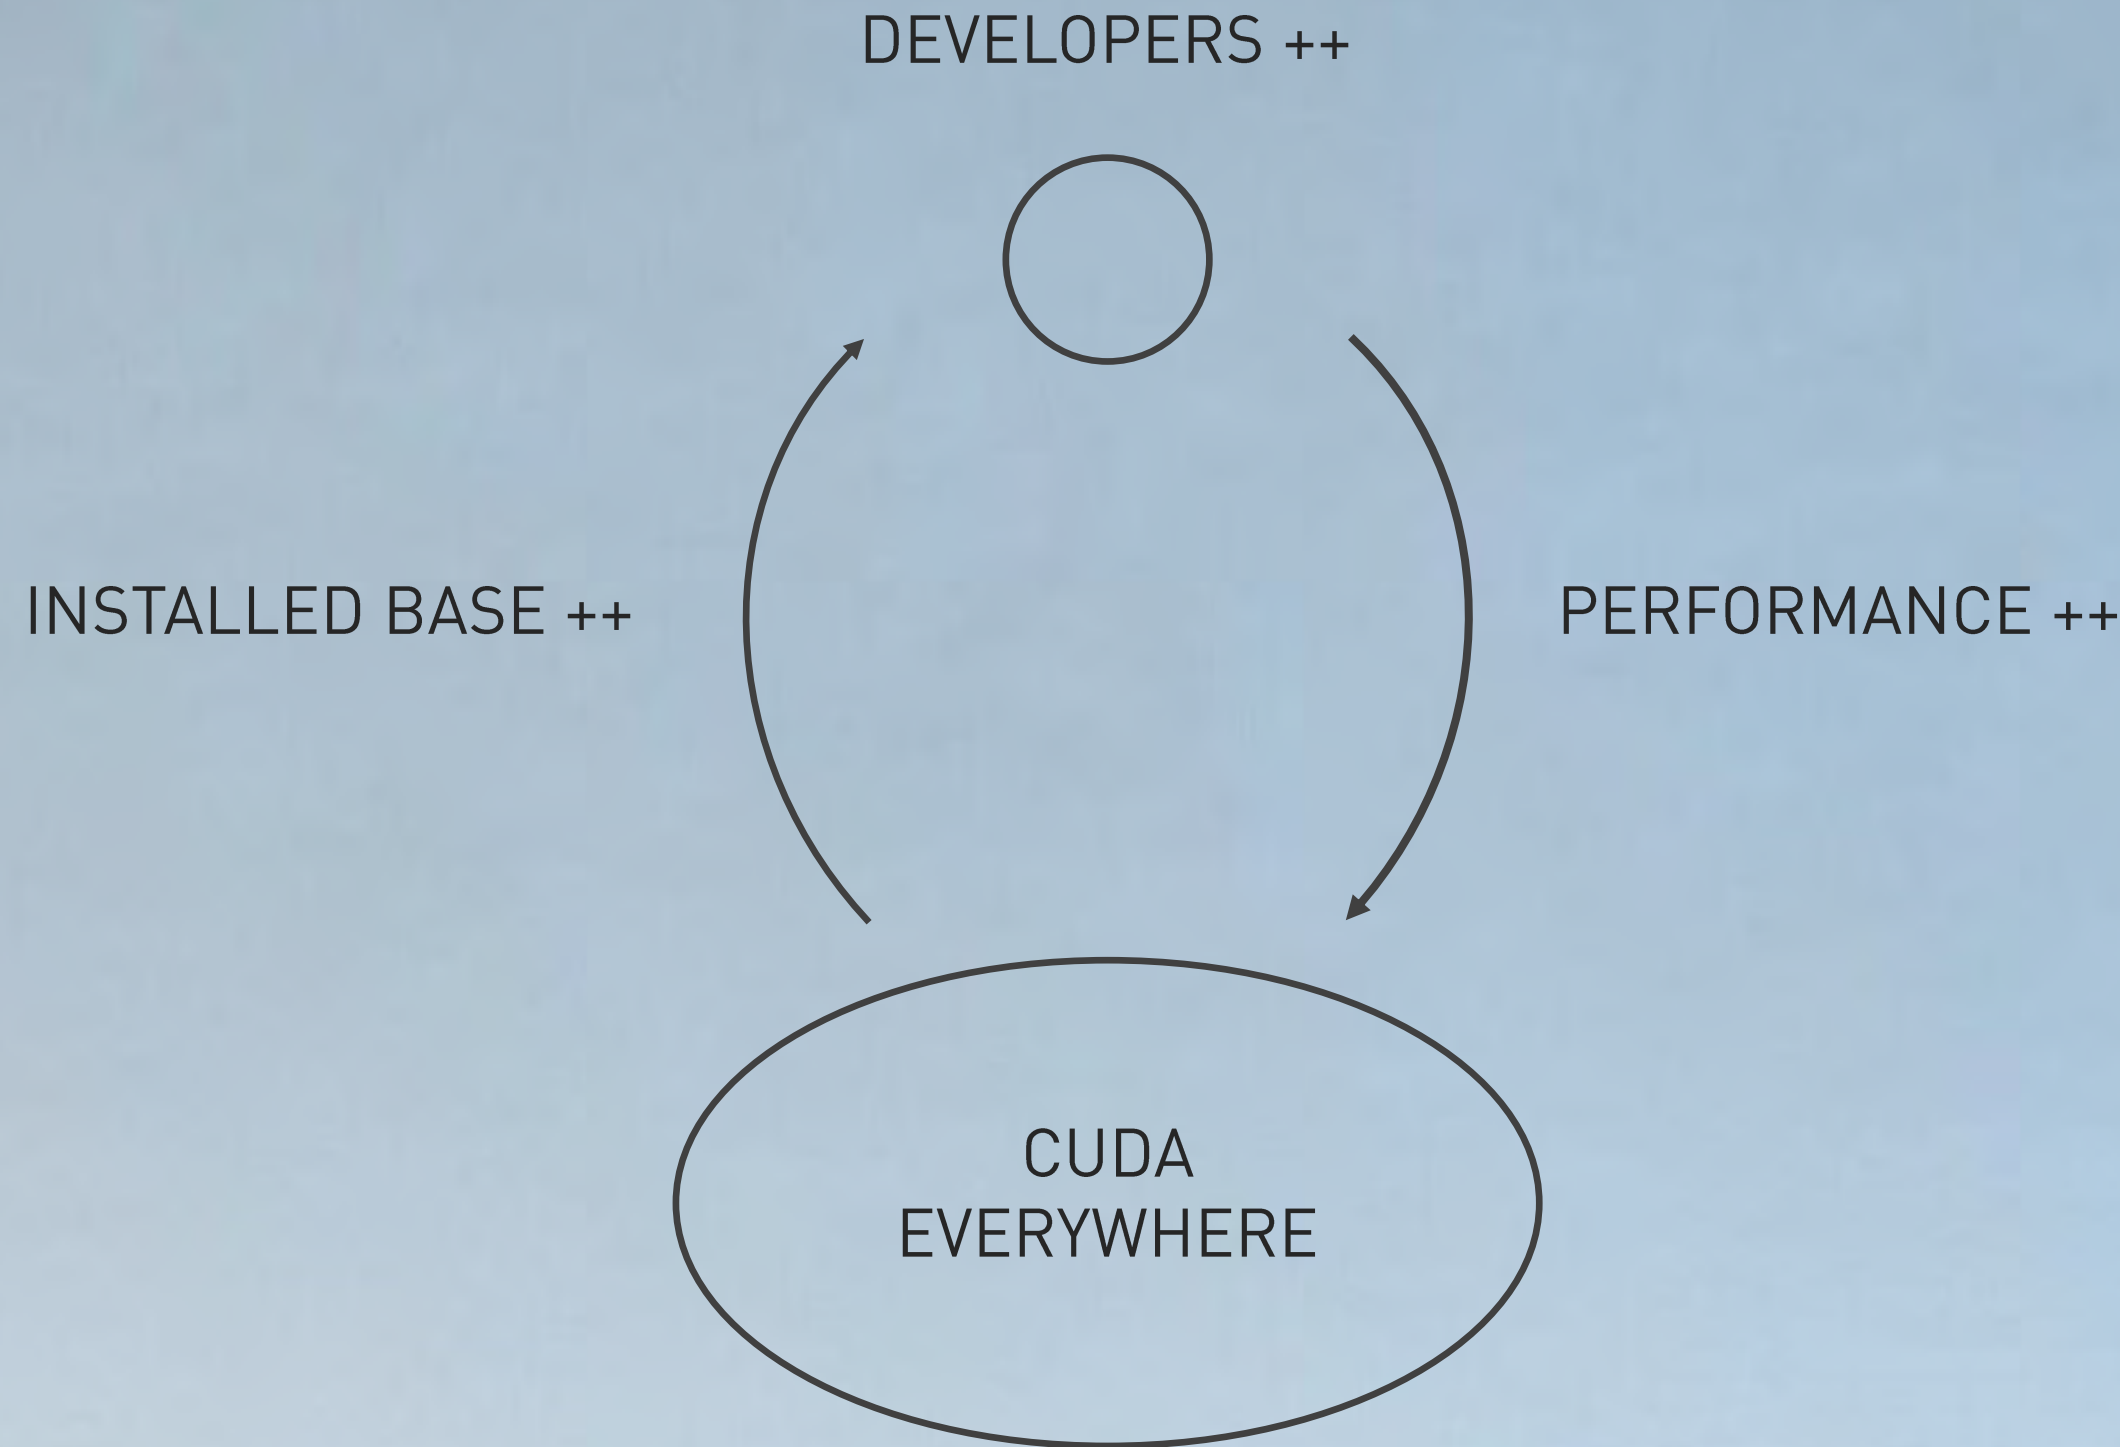 DEVELOPERS ++
INSTALLED BASE ++
PERFORMANCE ++
CUDA
EVERYWHERE